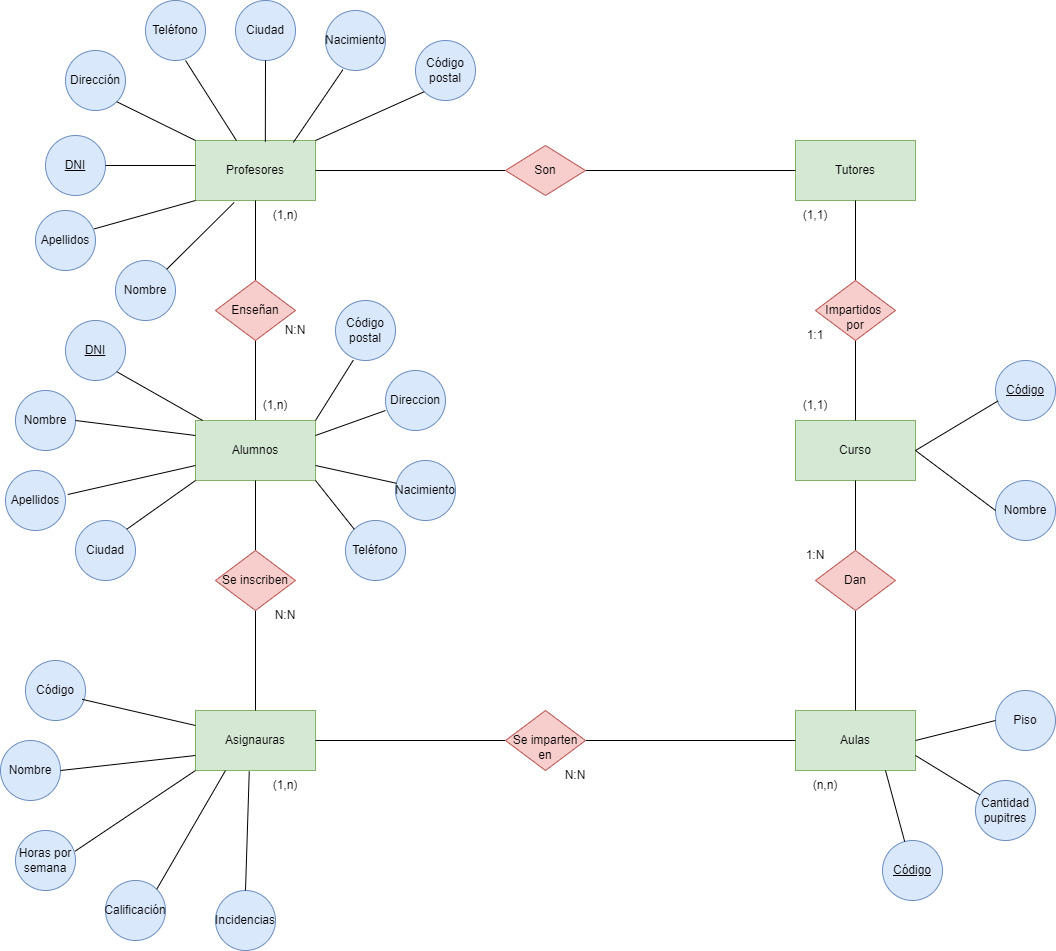 Teléfono
Ciudad
Nacimiento
Código
postal
Dirección
DNI
Profesores
Son
Tutores
(1,n)
(1,1)
Apellidos
Nombre
Enseñan
N:N
Impartidos
por
1:1
Código
postal
DNI
(1,n)
(1,1)
Direccion
Código
Nombre
Alumnos
Curso
Nacimiento
Apellidos
Nombre
Ciudad
Teléfono
1:N
Se inscriben
Dan
N:N
Código
Piso
Asignauras
Se imparten
en
Aulas
Nombre
N:N
(1,n)
(n,n)
Cantidad
pupitres
Horas por
semana
Código
Calificación
Incidencias